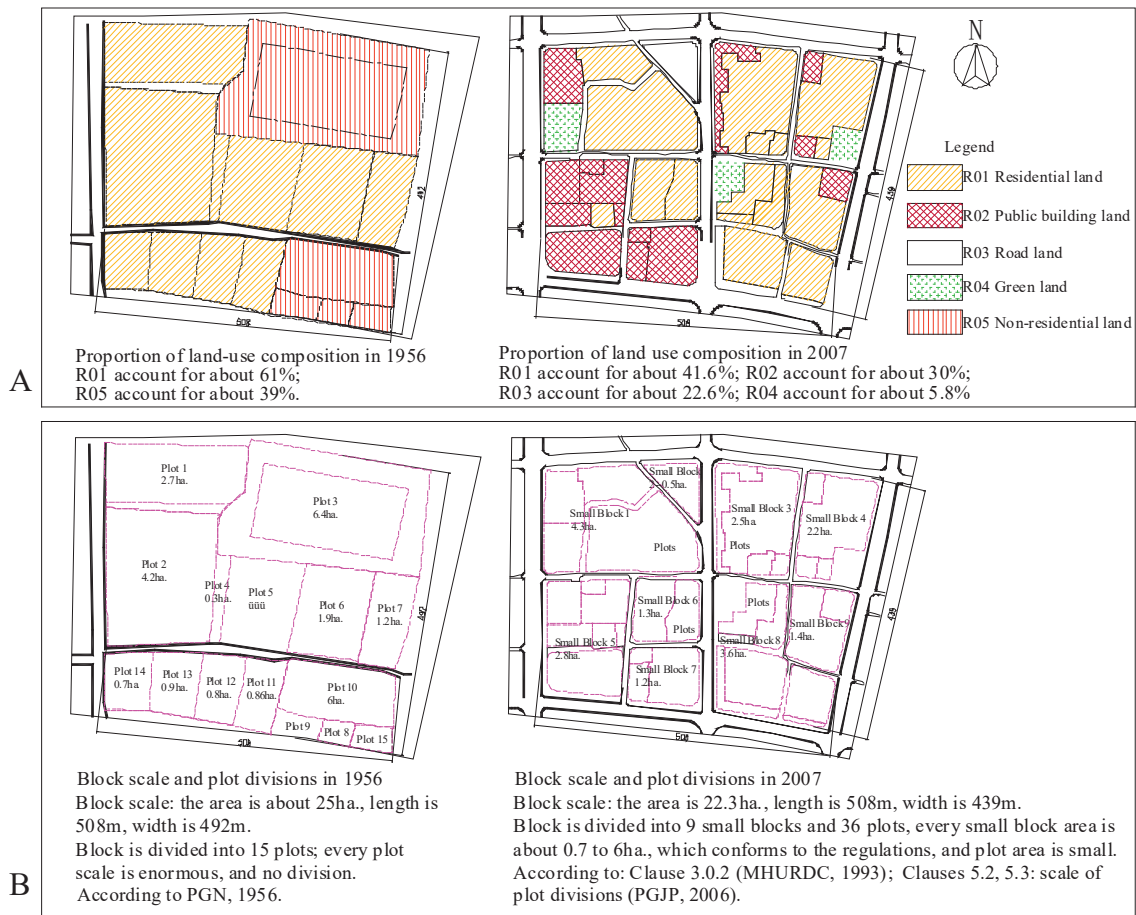 A
N
492
508
459
508
Legend
R01 Residential land
R02 Public building land
R03 Road land
R04 Green land
R05 Non-residential land
Proportion of land-use composition in 1956
R01 account for about 61%;
R05 account for about 39%.
Proportion of land use composition in 2007
R01 account for about 41.6%; R02 account for about 30%;
R03 account for about 22.6%; R04 account for about 5.8%
B
Plot 1
2.7ha.
Plot 3
6.4ha.
Plot 2
4.2ha.
Plot 4
0.3ha.
Plot 5
üüü
Plot 6
1.9ha.
Plot 7
1.2ha.
492
Plot 14
0.7ha
Plot 13
0.9ha.
Plot 12
0.8ha.
Plot 11
0.86ha.
Plot 10
6ha.
Plot 9
Plot 8
Plot 15
508
Small Block
2 0.5ha.
Small Block 1
4.3ha.
Plots
Small Block 3
2.5ha.
Plots
Small Block 4
2.2ha.
Small Block 5
2.8ha.
Small Block 6
1.3ha.
Plots
Small Block 7
1.2ha.
Plots
Small Block 8
3.6ha.
Small Block 9
1.4ha.
439
508
Block scale and plot divisions in 1956
Block scale: the area is about 25ha., length is
508m, width is 492m.
Block is divided into 15 plots; every plot
scale is enormous, and no division.
According to PGN, 1956.
Block scale and plot divisions in 2007
Block scale: the area is 22.3ha., length is 508m, width is 439m.
Block is divided into 9 small blocks and 36 plots, every small block area is
about 0.7 to 6ha., which conforms to the regulations, and plot area is small.
According to: Clause 3.0.2 (MHURDC, 1993); Clauses 5.2, 5.3: scale of
plot divisions (PGJP, 2006).